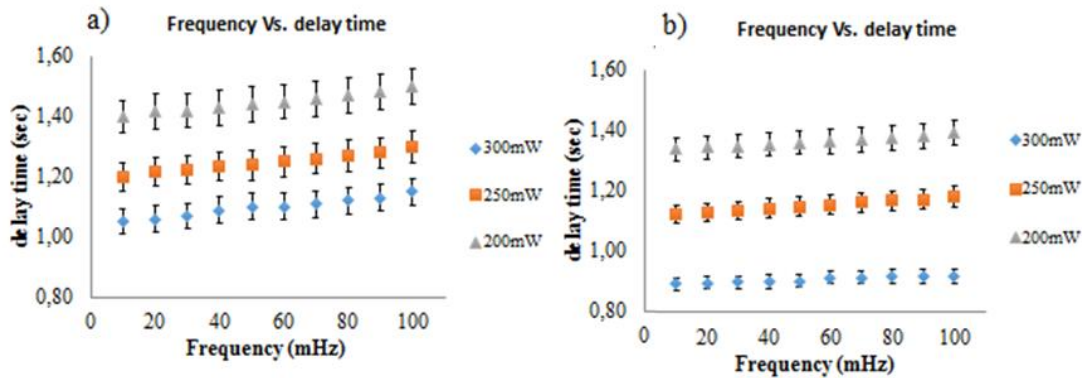 a)
Frequency Vs. delay time
1,60
1,40
1,20
1,00
0,80
delay time (sec)
0 20 40 60 80 100
Frequency (mHz)
300mW
250mW
200mW
b)
Frequency Vs. delay time
1,60
1,40
1,20
1,00
0,80
delay time (sec)
0 20 40 60 80 100
Frequency (mHz)
300mW
250mW
200mW